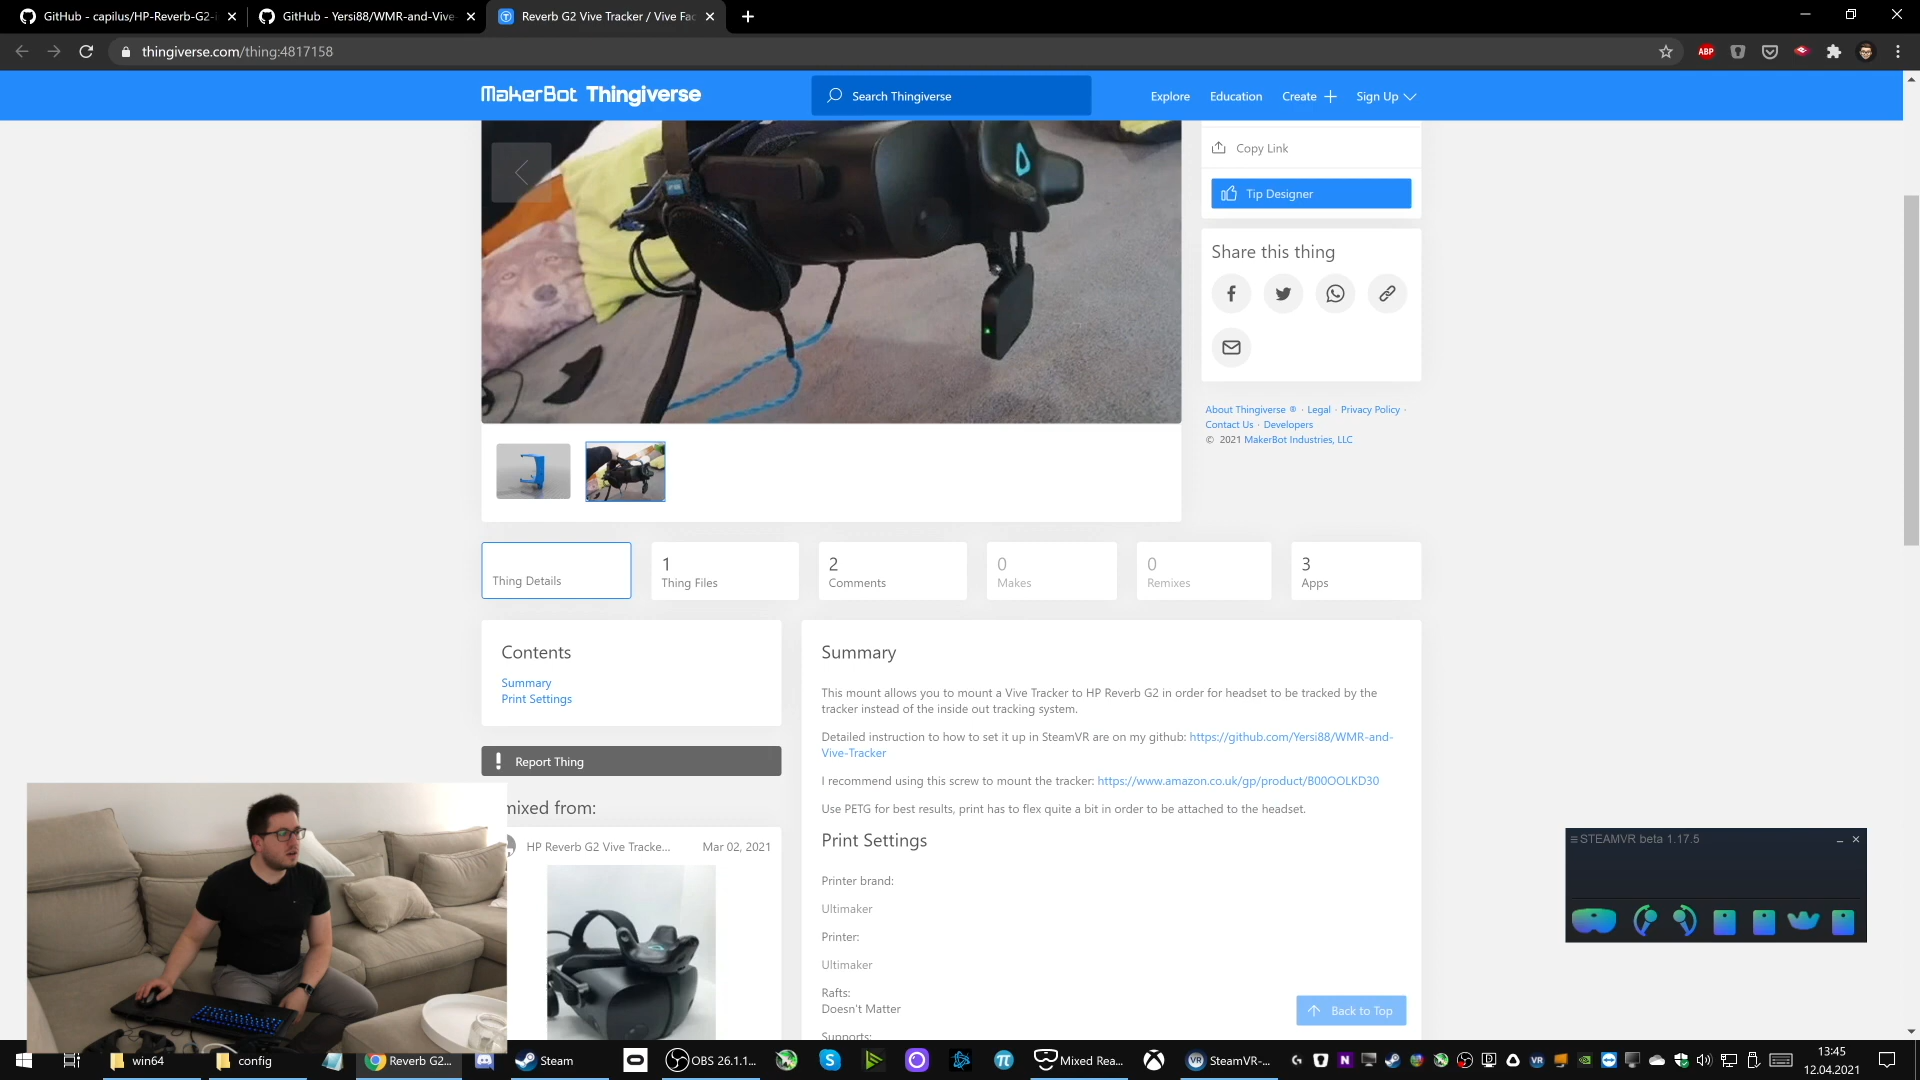 GitHub - capilus/HP-Reverb-G2-i
GitHub - Yersi88/WMR-and-Vive-
Reverb G2 Vive Tracker / Vive Fac
thingiverse.com/thing:4817158
ABP
MakerBot Thingiverse
Search Thingiverse
Explore
Education
Create
Sign Up
Copy Link
Tip Designer
Share this thing
About Thingiverse ® · Legal · Privacy Policy ·
Contact Us · Developers
© 2021 MakerBot Industries, LLC
Thing Details
1
Thing Files
2
Comments
0
Makes
0
Remixes
3
Apps
Contents
Summary
Print Settings
Report Thing
mixed from:
HP Reverb G2 Vive Tracke...
Mar 02, 2021
Summary
This mount allows you to mount a Vive Tracker to HP Reverb G2 in order for headset to be tracked by the
tracker instead of the inside out tracking system.
Detailed instruction to how to set it up in SteamVR are on my github: https://github.com/Yersi88/WMR-and-
Vive-Tracker
I recommend using this screw to mount the tracker: https://www.amazon.co.uk/gp/product/B00OOLKD30
Use PETG for best results, print has to flex quite a bit in order to be attached to the headset.
Print Settings
Printer brand:
Ultimaker
Printer:
Ultimaker
Rafts:
Doesn't Matter
Supports:
Back to Top
STEAMVR beta 1.17.5
win64
config
Reverb G2...
Steam
OBS 26.1.1...
Mixed Rea...
SteamVR-...
13:45
12.04.2021